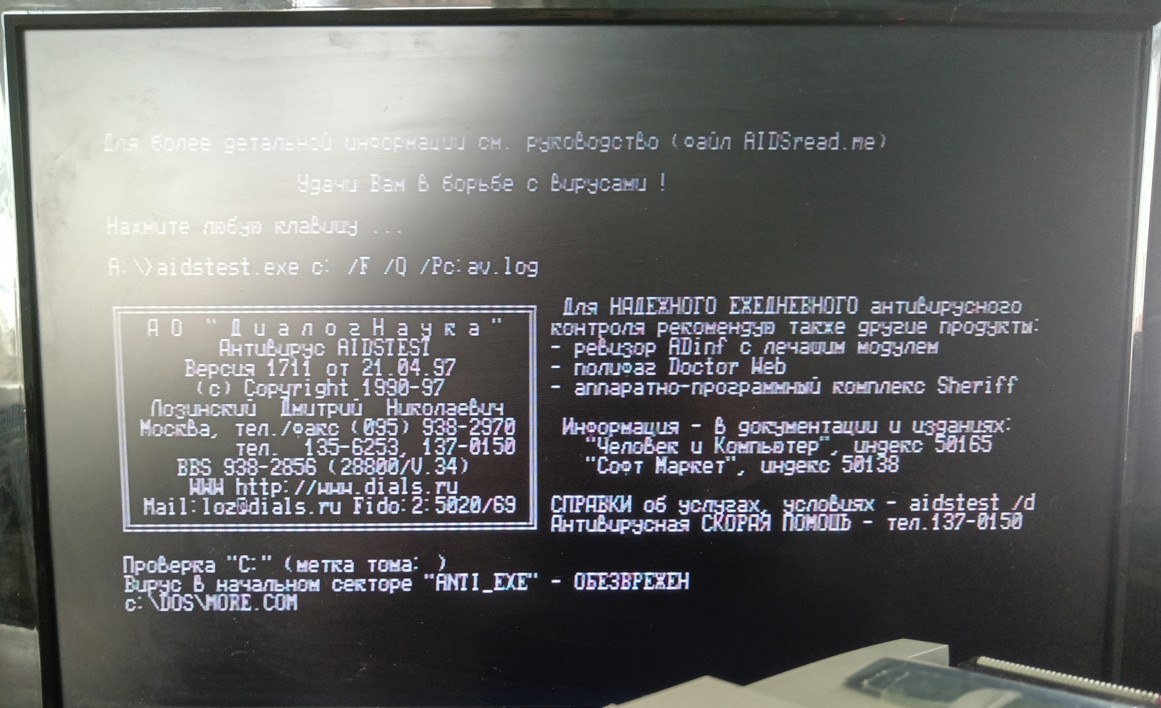 Для более детальной информации см. руководство (файл AIDSread.me)
Удачи Вам в борьбе с вирусами !
Нажмите любую клавишу ...
A:\>aidstest.exe c: /F /Q /Pc:av.log
А О " Д и а л о г Н а у к а "
Антивирус AIDSTEST
Версия 1711 от 21.04.97
(c) Copyright 1990-97
Лозинский Дмитрий Николаевич
Москва, тел./факс (095) 938-2970
тел. 135-6253, 137-0150
BBS 938-2856 (28800/V.34)
WWW http://www.dials.ru
Mail:loz@dials.ru Fido:2:5020/69
Для НАДЕЖНОГО ЕЖЕДНЕВНОГО антивирусного
контроля рекомендую также другие продукты:
- ревизор ADinf с лечащим модулем
- полифаг Doctor Web
- аппаратно-программный комплекс Sheriff
Информация - в документации и изданиях:
"Человек и Компьютер", индекс 50165
"Софт Маркет", индекс 50138
СПРАВКИ об услугах, условиях - aidstest /d
Антивирусная СКОРАЯ ПОМОЩЬ - тел.137-0150
Проверка "C:" (метка тома: )
Вирус в начальном секторе "ANTI_EXE" - ОБЕЗВРЕЖЕН
c:\DOS\MORE.COM